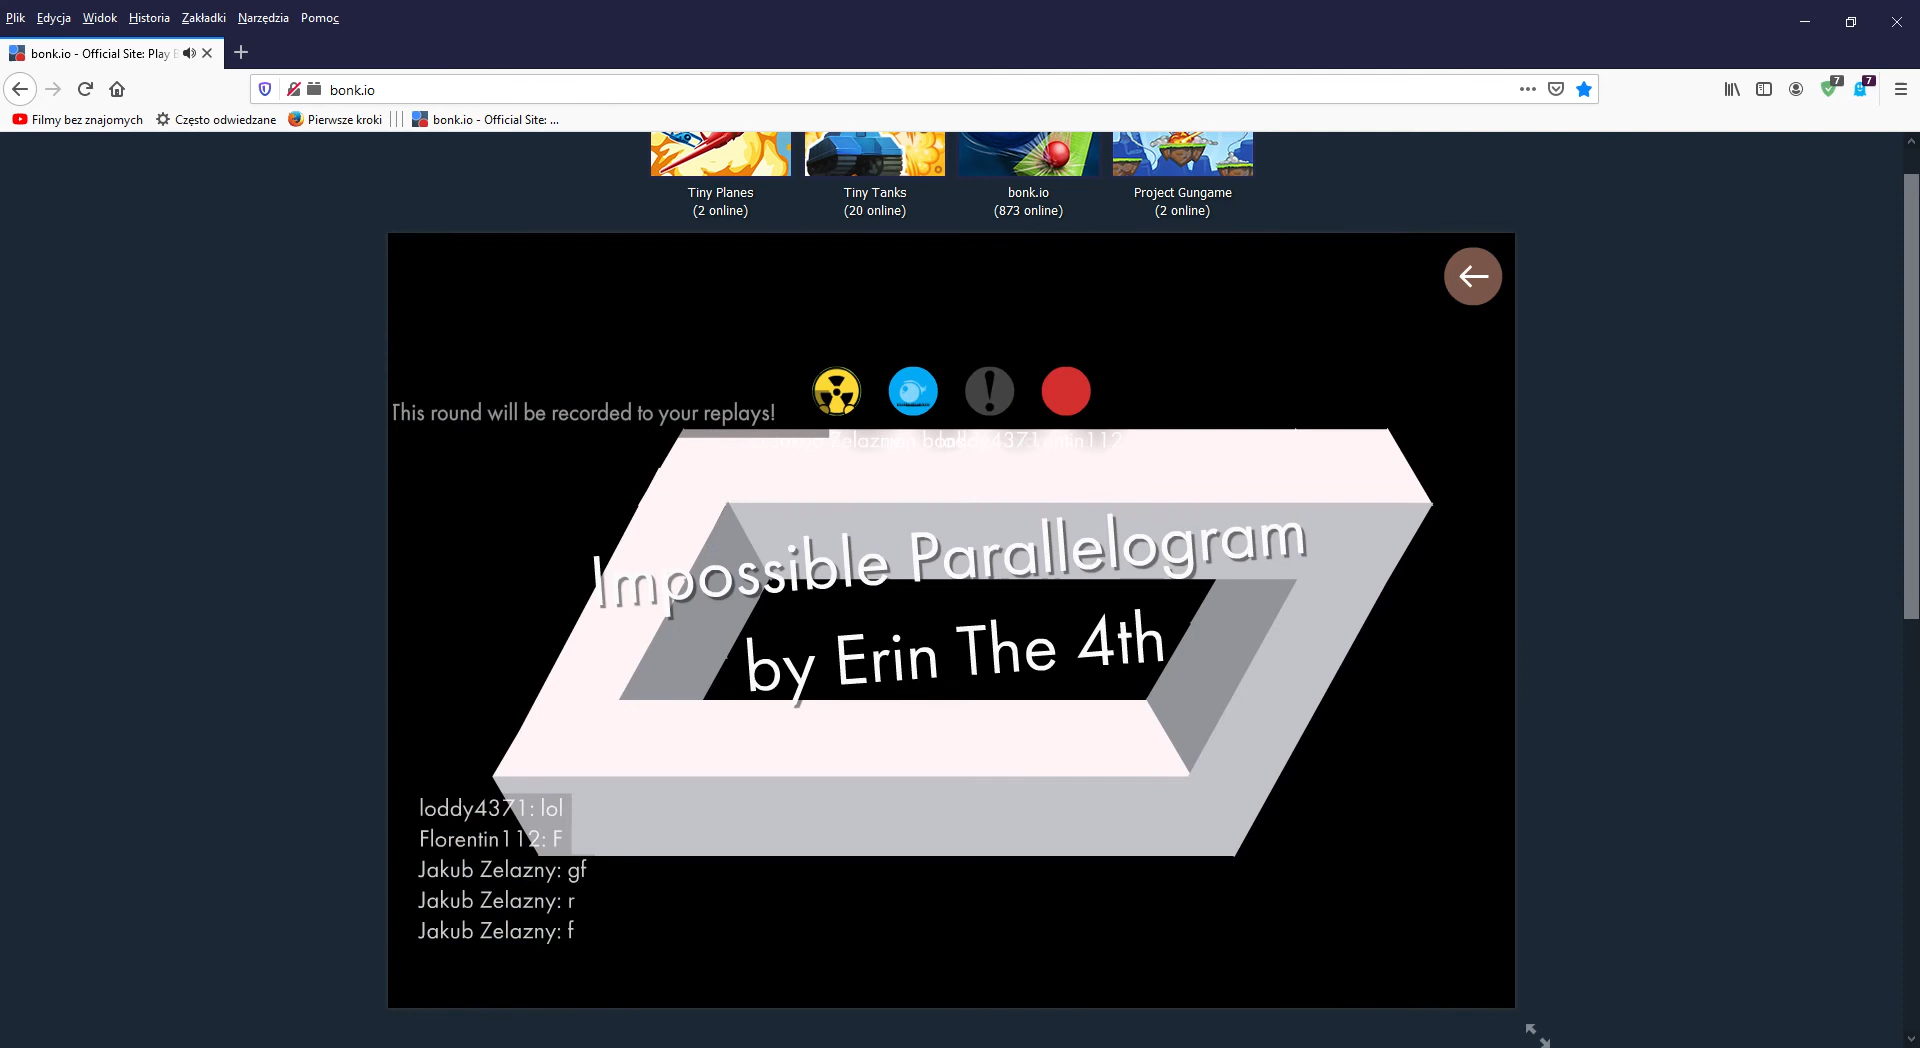 Plik Edycja Widok Historia Zakładki Narzędzia Pomoc
bonk.io - Official Site: Play
bonk.io
7 7
Filmy bez znajomych Często odwiedzane Pierwsze kroki bonk.io - Official Site: ...
Tiny Planes Tiny Tanks bonk.io Project Gungame
(2 online) (20 online) (873 online) (2 online)
This round will be recorded to your replays!
Impossible Parallelogram
by Erin The 4th
loddy4371: lol
Florentin112: F
Jakub Zelazny: gf
Jakub Zelazny: r
Jakub Zelazny: f